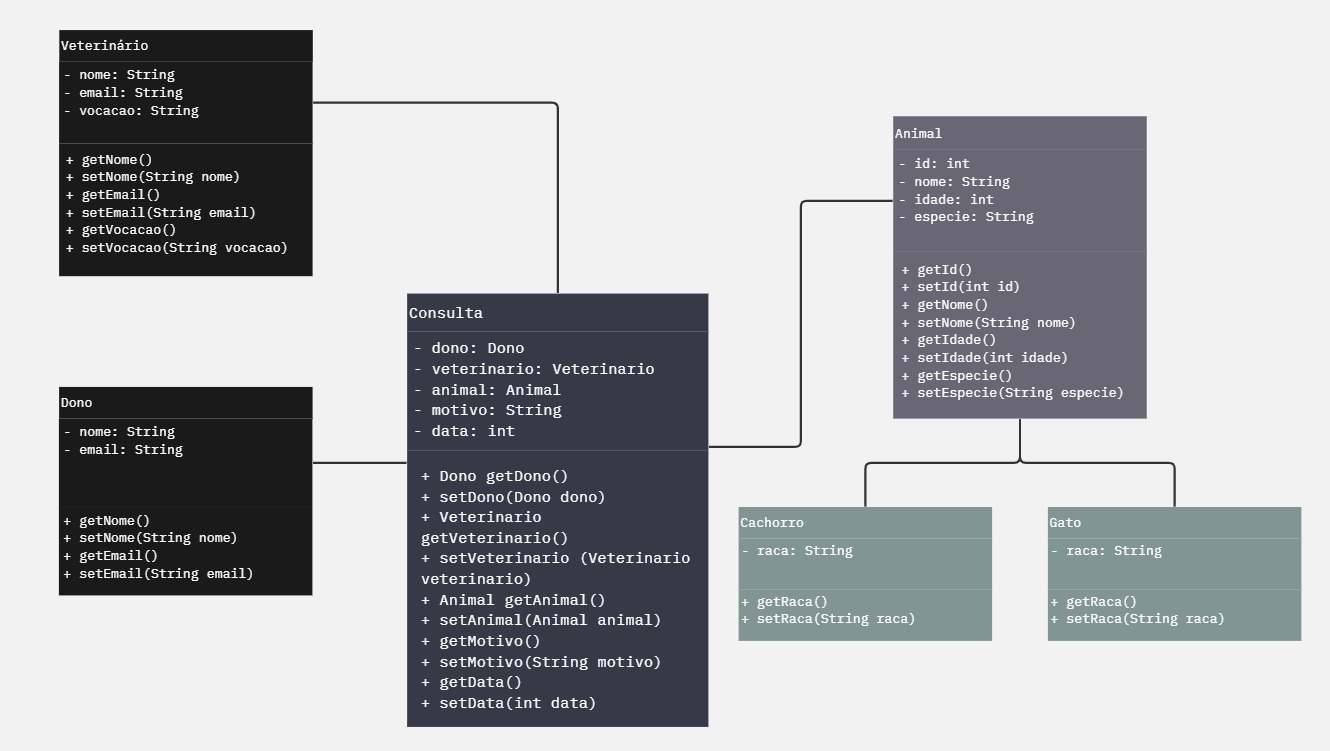 Veterinário
- nome: String
- email: String
- vocacao: String
+ getNome()
+ setNome(String nome)
+ getEmail()
+ setEmail(String email)
+ getVocacao()
+ setVocacao(String vocacao)
Dono
- nome: String
- email: String
+ getNome()
+ setNome(String nome)
+ getEmail()
+ setEmail(String email)
Consulta
- dono: Dono
- veterinario: Veterinario
- animal: Animal
- motivo: String
- data: int
+ Dono getDono()
+ setDono(Dono dono)
+ Veterinario
getVeterinario()
+ setVeterinario (Veterinario
veterinario)
+ Animal getAnimal()
+ setAnimal(Animal animal)
+ getMotivo()
+ setMotivo(String motivo)
+ getData()
+ setData(int data)
Animal
- id: int
- nome: String
- idade: int
- especie: String
+ getId()
+ setId(int id)
+ getNome()
+ setNome(String nome)
+ getIdade()
+ setIdade(int idade)
+ getEspecie()
+ setEspecie(String especie)
Cachorro
- raca: String
+ getRaca()
+ setRaca(String raca)
Gato
- raca: String
+ getRaca()
+ setRaca(String raca)